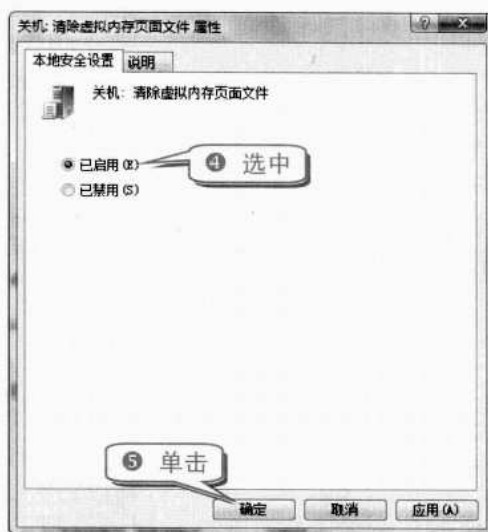 关机: 清除虚拟内存页面文件 属性
本地安全设置 说明
关机: 清除虚拟内存页面文件
已启用(E)
❹ 选中
已禁用(S)
❺ 单击
确定 取消 应用(A)